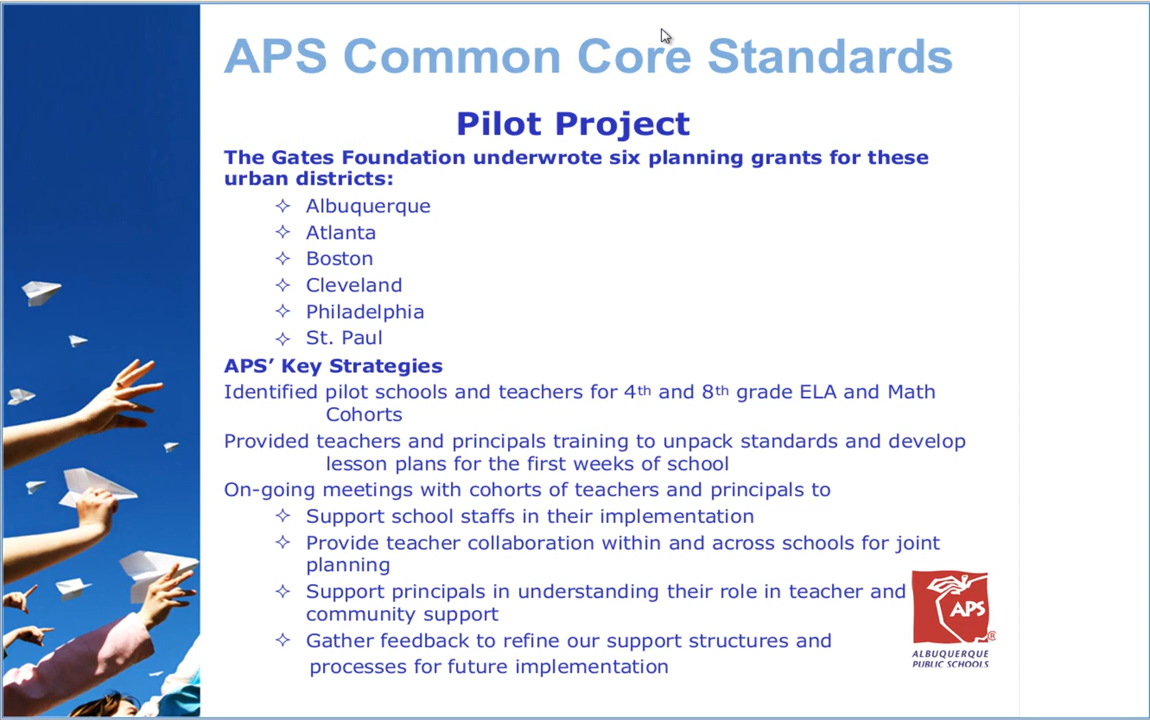 APS Common Core Standards
Pilot Project
The Gates Foundation underwrote six planning grants for these
urban districts:
✧ Albuquerque
✧ Atlanta
✧ Boston
✧ Cleveland
✧ Philadelphia
✧ St. Paul
APS’ Key Strategies
Identified pilot schools and teachers for 4th and 8th grade ELA and Math
Cohorts
Provided teachers and principals training to unpack standards and develop
lesson plans for the first weeks of school
On-going meetings with cohorts of teachers and principals to
✧ Support school staffs in their implementation
✧ Provide teacher collaboration within and across schools for joint
planning
✧ Support principals in understanding their role in teacher and
community support
✧ Gather feedback to refine our support structures and
processes for future implementation
APS
®
ALBUQUERQUE
PUBLIC SCHOOLS